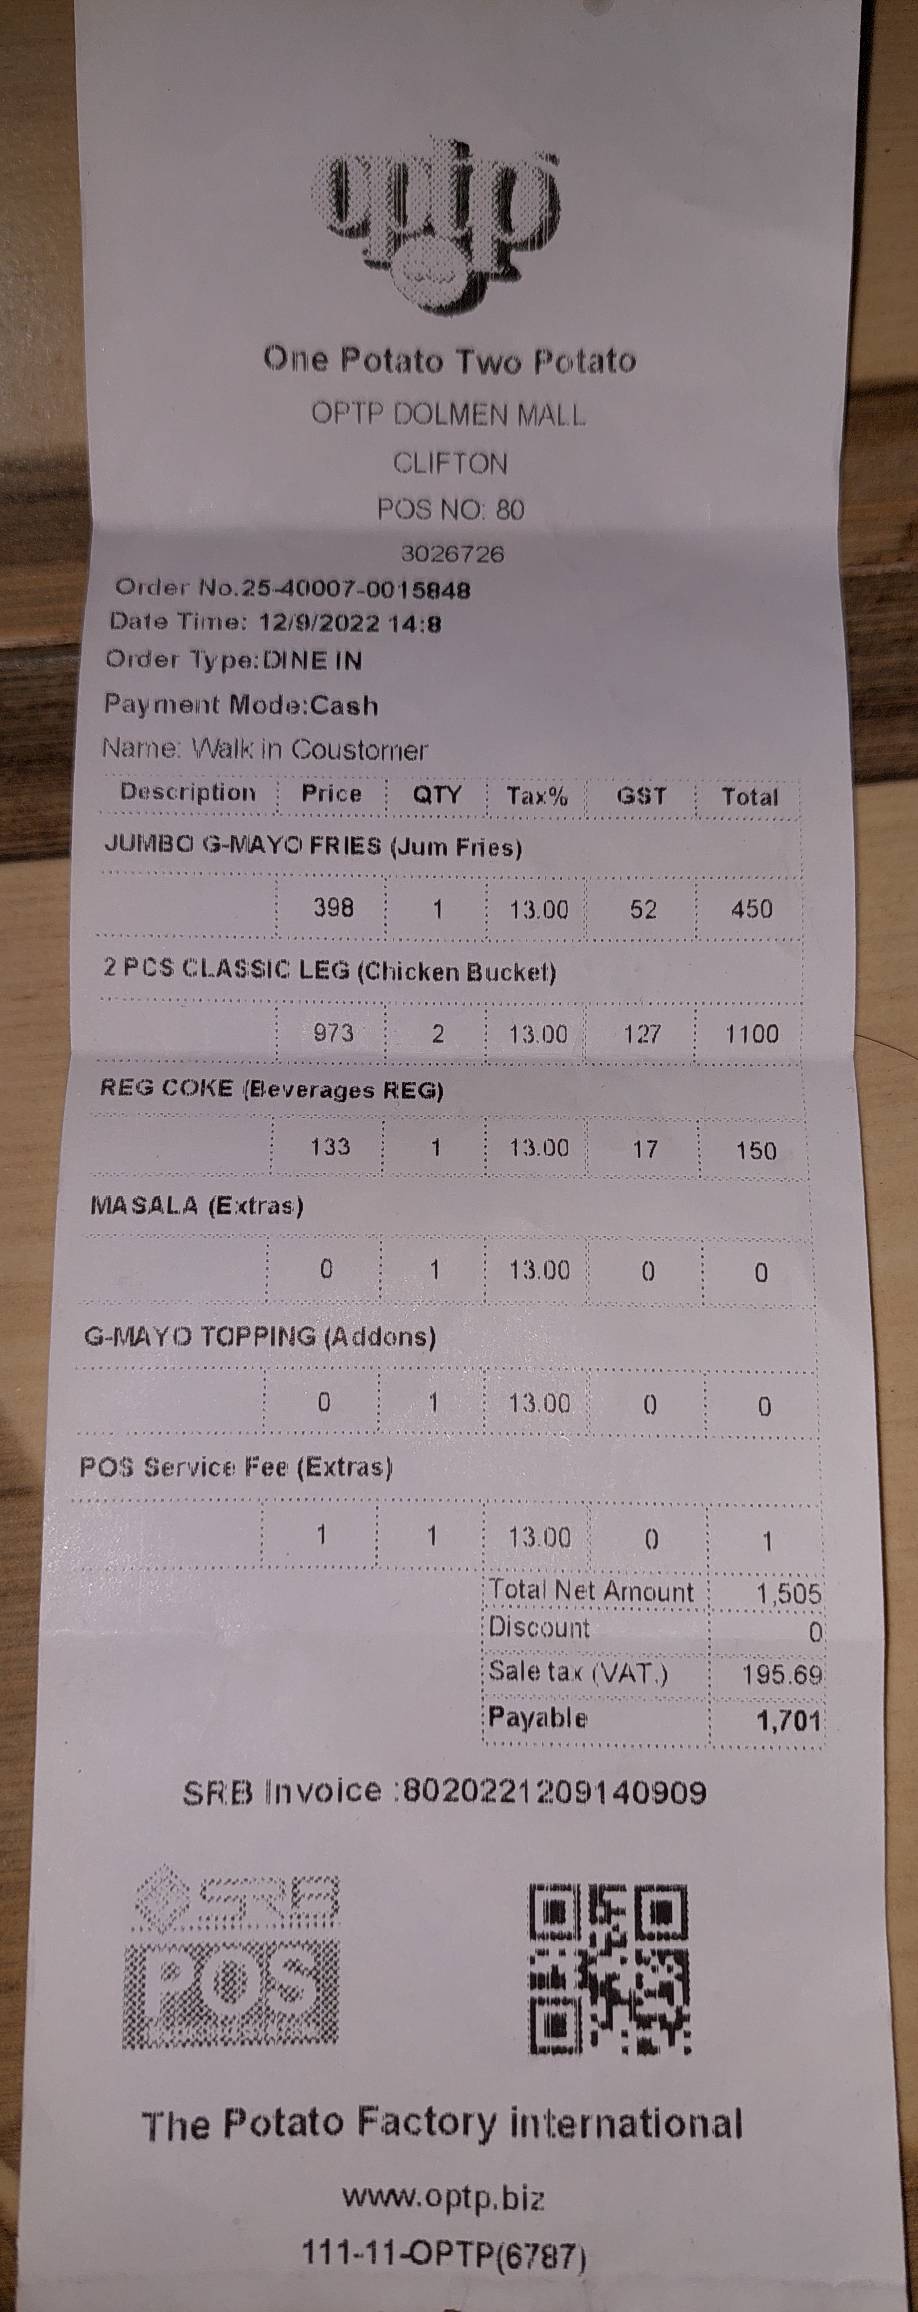 optp
One Potato Two Potato
OPTP DOLMEN MALL
CLIFTON
POS NO: 80
3026726
Order No.25-40007-0015848
Date Time: 12/9/2022 14:8
Order Type:DINE IN
Payment Mode:Cash
Name: Walk in Coustomer
Description Price QTY Tax% GST Total
JUMBO G-MAYO FRIES (Jum Fries)
398 1 13.00 52 450
2 PCS CLASSIC LEG (Chicken Bucket)
973 2 13.00 127 1100
REG COKE (Beverages REG)
133 1 13.00 17 150
MASALA (Extras)
0 1 13.00 0 0
G-MAYO TOPPING (Addons)
0 1 13.00 0 0
POS Service Fee (Extras)
1 1 13.00 0 1
Total Net Amount 1,505
Discount 0
Sale tax (VAT.) 195.69
Payable 1,701
SRB Invoice :8020221209140909
SRB
POS
The Potato Factory international
www.optp.biz
111-11-OPTP(6787)